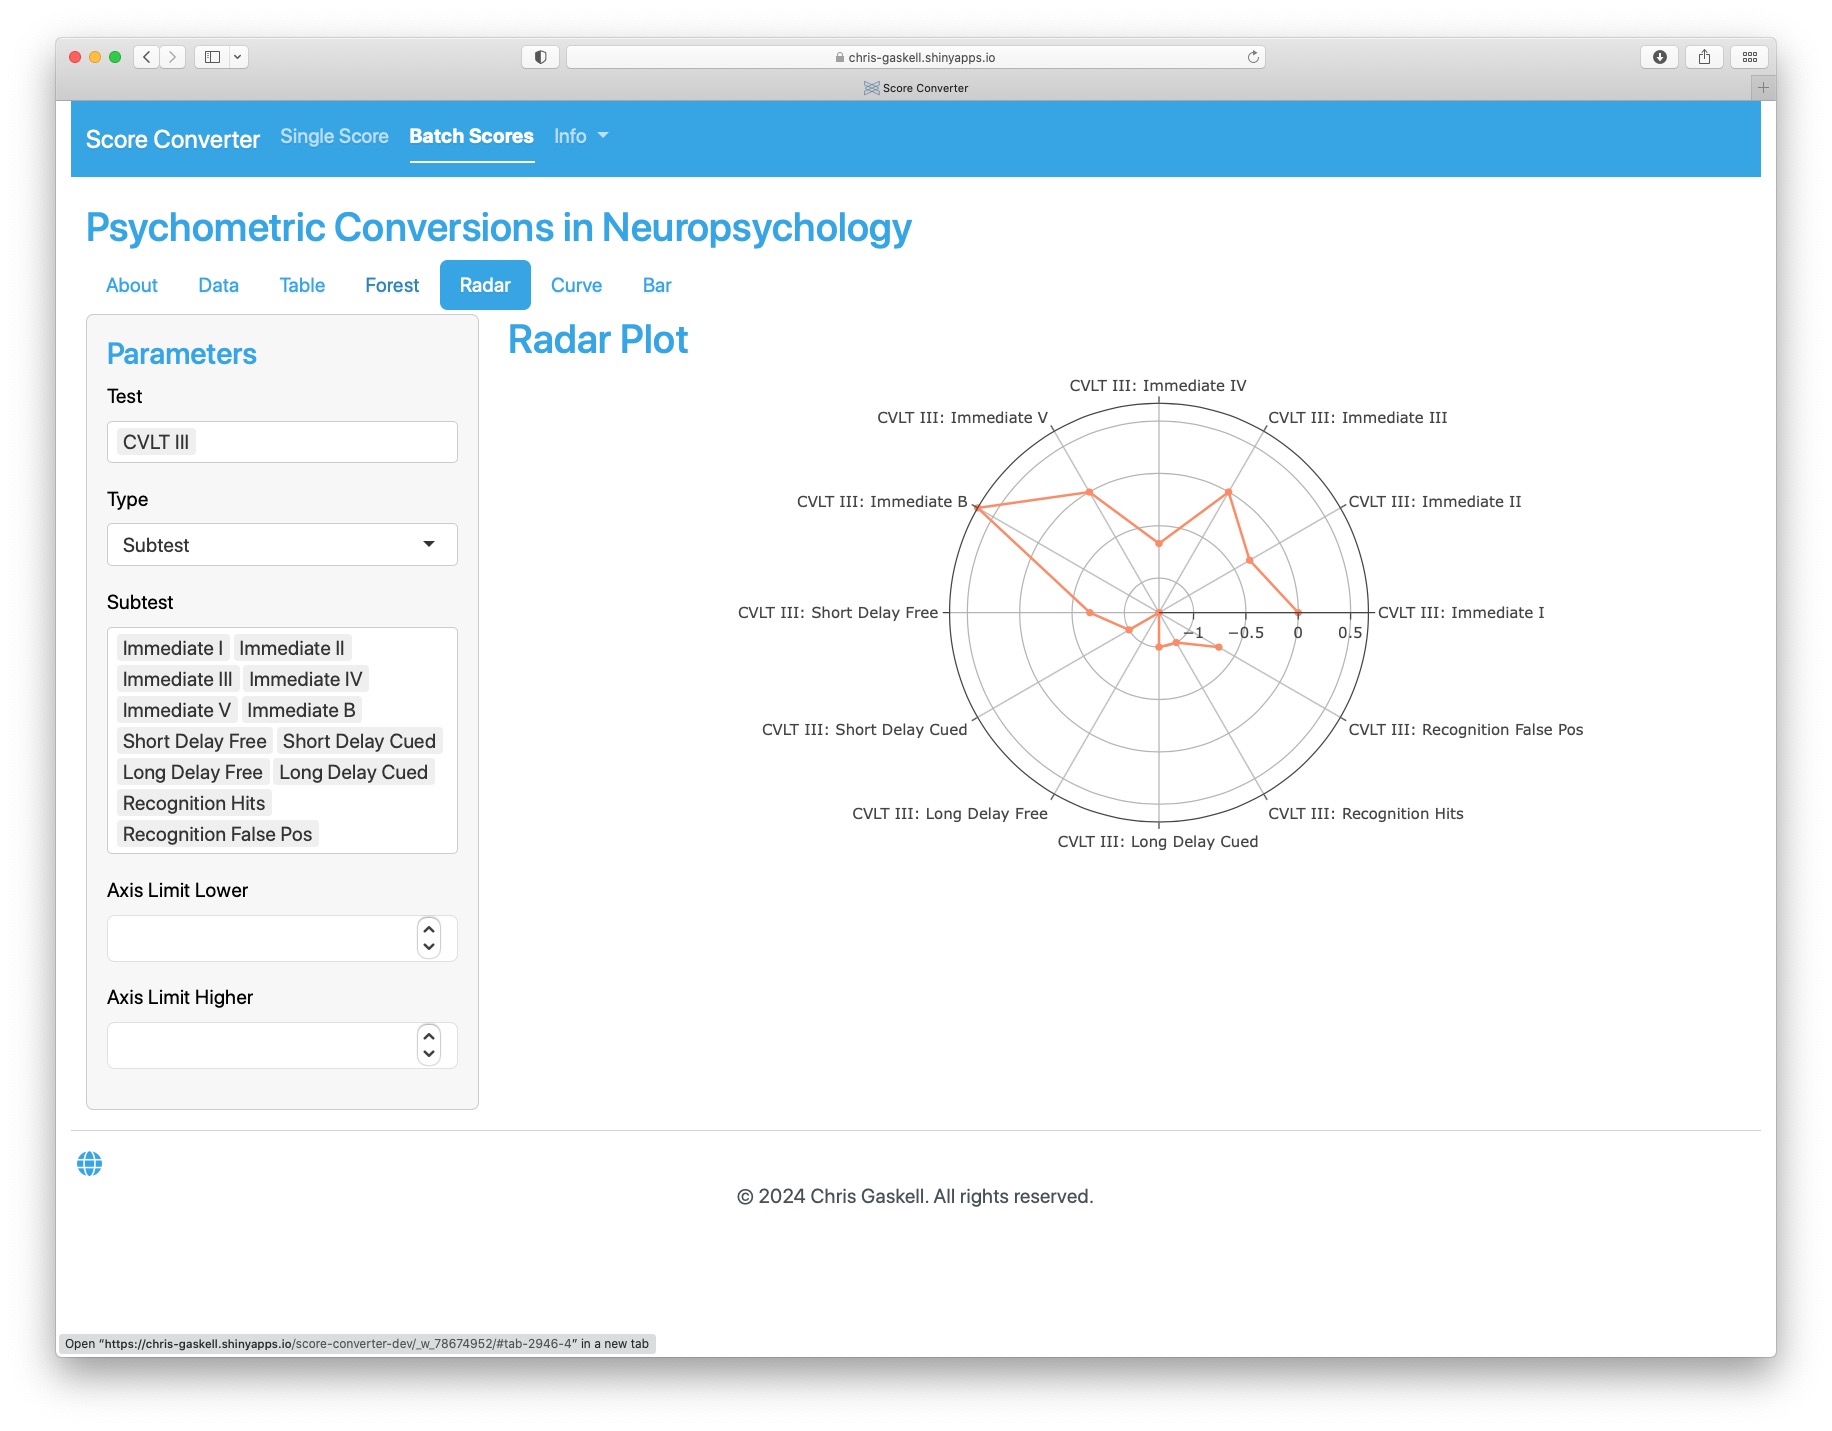 chris-gaskell.shinyapps.io
Score Converter
Score Converter Single Score Batch Scores Info
Psychometric Conversions in Neuropsychology
About Data Table Forest Radar Curve Bar
Parameters
Test
CVLT III
Type
Subtest
Subtest
Immediate I Immediate II
Immediate III Immediate IV
Immediate V Immediate B
Short Delay Free Short Delay Cued
Long Delay Free Long Delay Cued
Recognition Hits
Recognition False Pos
Axis Limit Lower
Axis Limit Higher
Radar Plot
CVLT III: Immediate IV
CVLT III: Immediate V
CVLT III: Immediate III
CVLT III: Immediate B
CVLT III: Immediate II
CVLT III: Short Delay Free
CVLT III: Immediate I
−1 −0.5 0 0.5
CVLT III: Short Delay Cued
CVLT III: Recognition False Pos
CVLT III: Long Delay Free
CVLT III: Recognition Hits
CVLT III: Long Delay Cued
© 2024 Chris Gaskell. All rights reserved.
Open “https://chris-gaskell.shinyapps.io/score-converter-dev/_w_78674952/#tab-2946-4” in a new tab